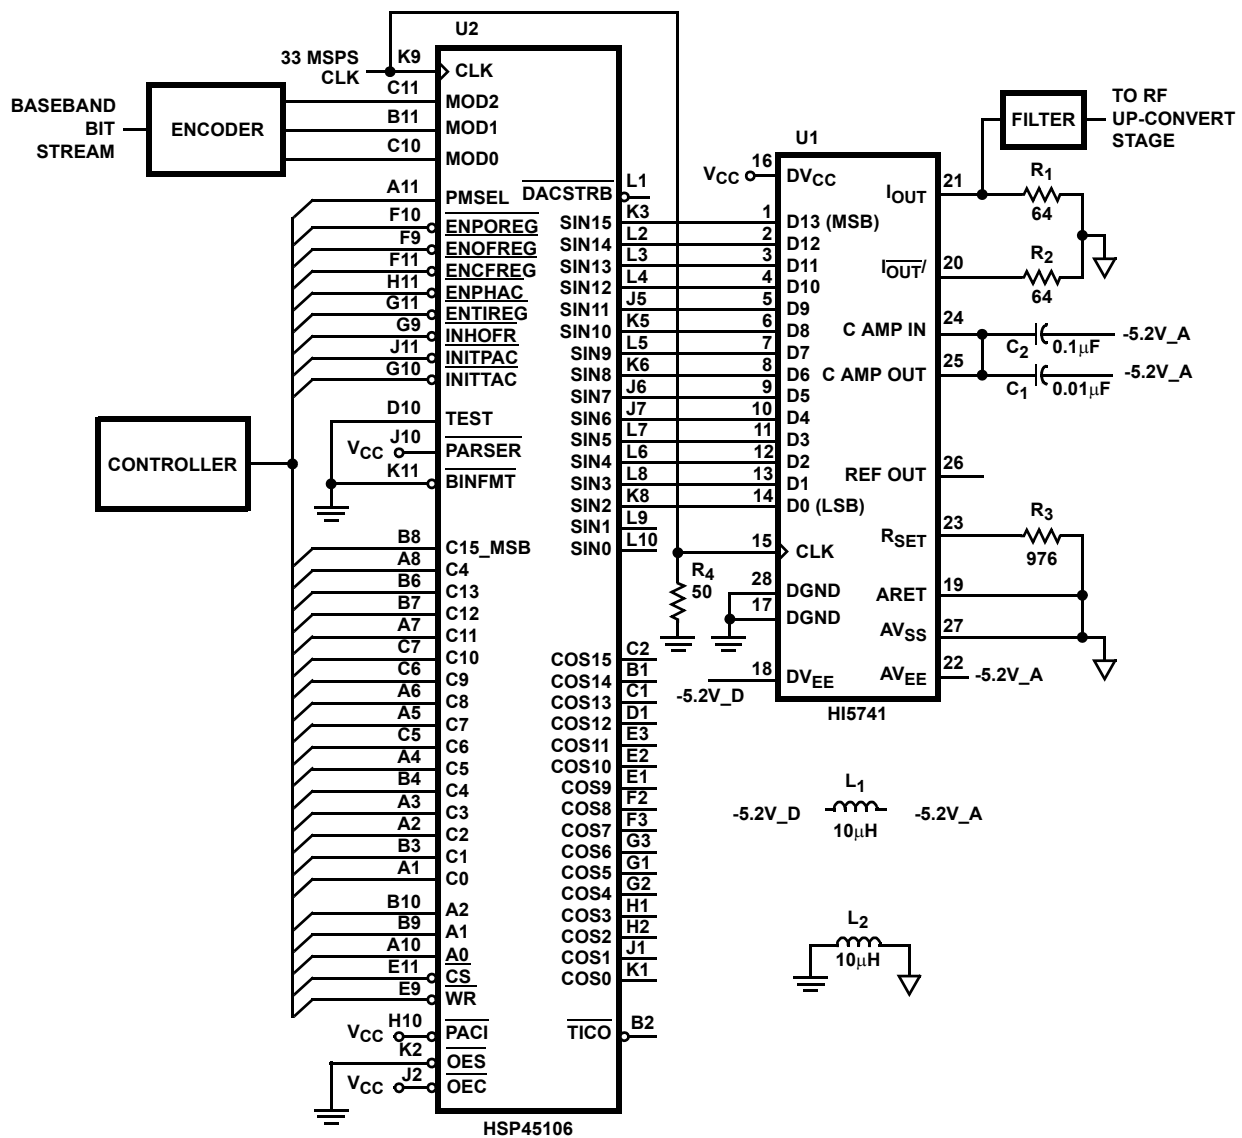 U2
33 MSPS
CLK
K9
CLK
BASEBAND
BIT
STREAM
ENCODER
C11
MOD2
B11
MOD1
C10
MOD0
A11
PMSEL
F10
ENPOREG
F9
ENOFREG
F11
ENCFREG
H11
ENPHAC
G11
ENTIREG
G9
INHOFR
J11
INITPAC
G10
INITTAC
D10
TEST
VCC
J10
PARSER
K11
BINFMT
CONTROLLER
B8
C15_MSB
A8
C4
B6
C13
B7
C12
A7
C11
C7
C10
C6
C9
A6
C8
A5
C7
C5
C6
A4
C5
B4
C4
A3
C3
A2
C2
B3
C1
A1
C0
B10
A2
B9
A1
A10
A0
E11
CS
E9
WR
VCC
H10
PACI
K2
OES
VCC
J2
OEC
HSP45106
DACSTRB
L1
SIN15
K3
SIN14
L2
SIN13
L3
SIN12
L4
SIN11
J5
SIN10
K5
SIN9
L5
SIN8
K6
SIN7
J6
SIN6
J7
SIN5
L7
SIN4
L6
SIN3
L8
SIN2
K8
SIN1
L9
SIN0
L10
COS15
C2
COS14
B1
COS13
C1
COS12
D1
COS11
E3
COS10
E2
COS9
E1
COS8
F2
COS7
F3
COS6
G3
COS5
G1
COS4
G2
COS3
H1
COS2
H2
COS1
J1
COS0
K1
TICO
B2
R4
50
U1
VCC
16
DVCC
1
D13 (MSB)
2
D12
3
D11
4
D10
5
D9
6
D8
7
D7
8
D6
9
D5
10
D4
11
D3
12
D2
13
D1
14
D0 (LSB)
15
CLK
28
DGND
17
DGND
18
DVEE
-5.2V_D
HI5741
IOUT
21
IOUT/
20
C AMP IN
24
C AMP OUT
25
REF OUT
26
RSET
23
ARET
19
AVSS
27
AVEE
22
-5.2V_A
FILTER
TO RF
UP-CONVERT
STAGE
R1
64
R2
64
C2
0.1µF
-5.2V_A
C1
0.01µF
-5.2V_A
R3
976
L1
-5.2V_D
10µH
-5.2V_A
L2
10µH